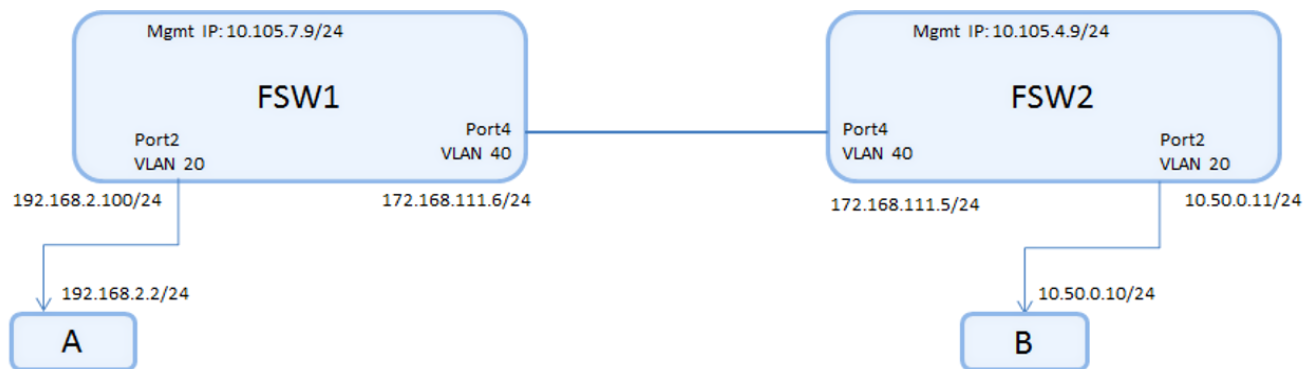 Mgmt IP: 10.105.7.9/24
FSW1
Port2
VLAN 20
Port4
VLAN 40
192.168.2.100/24
172.168.111.6/24
192.168.2.2/24
A
Mgmt IP: 10.105.4.9/24
FSW2
Port4
VLAN 40
Port2
VLAN 20
172.168.111.5/24
10.50.0.11/24
10.50.0.10/24
B